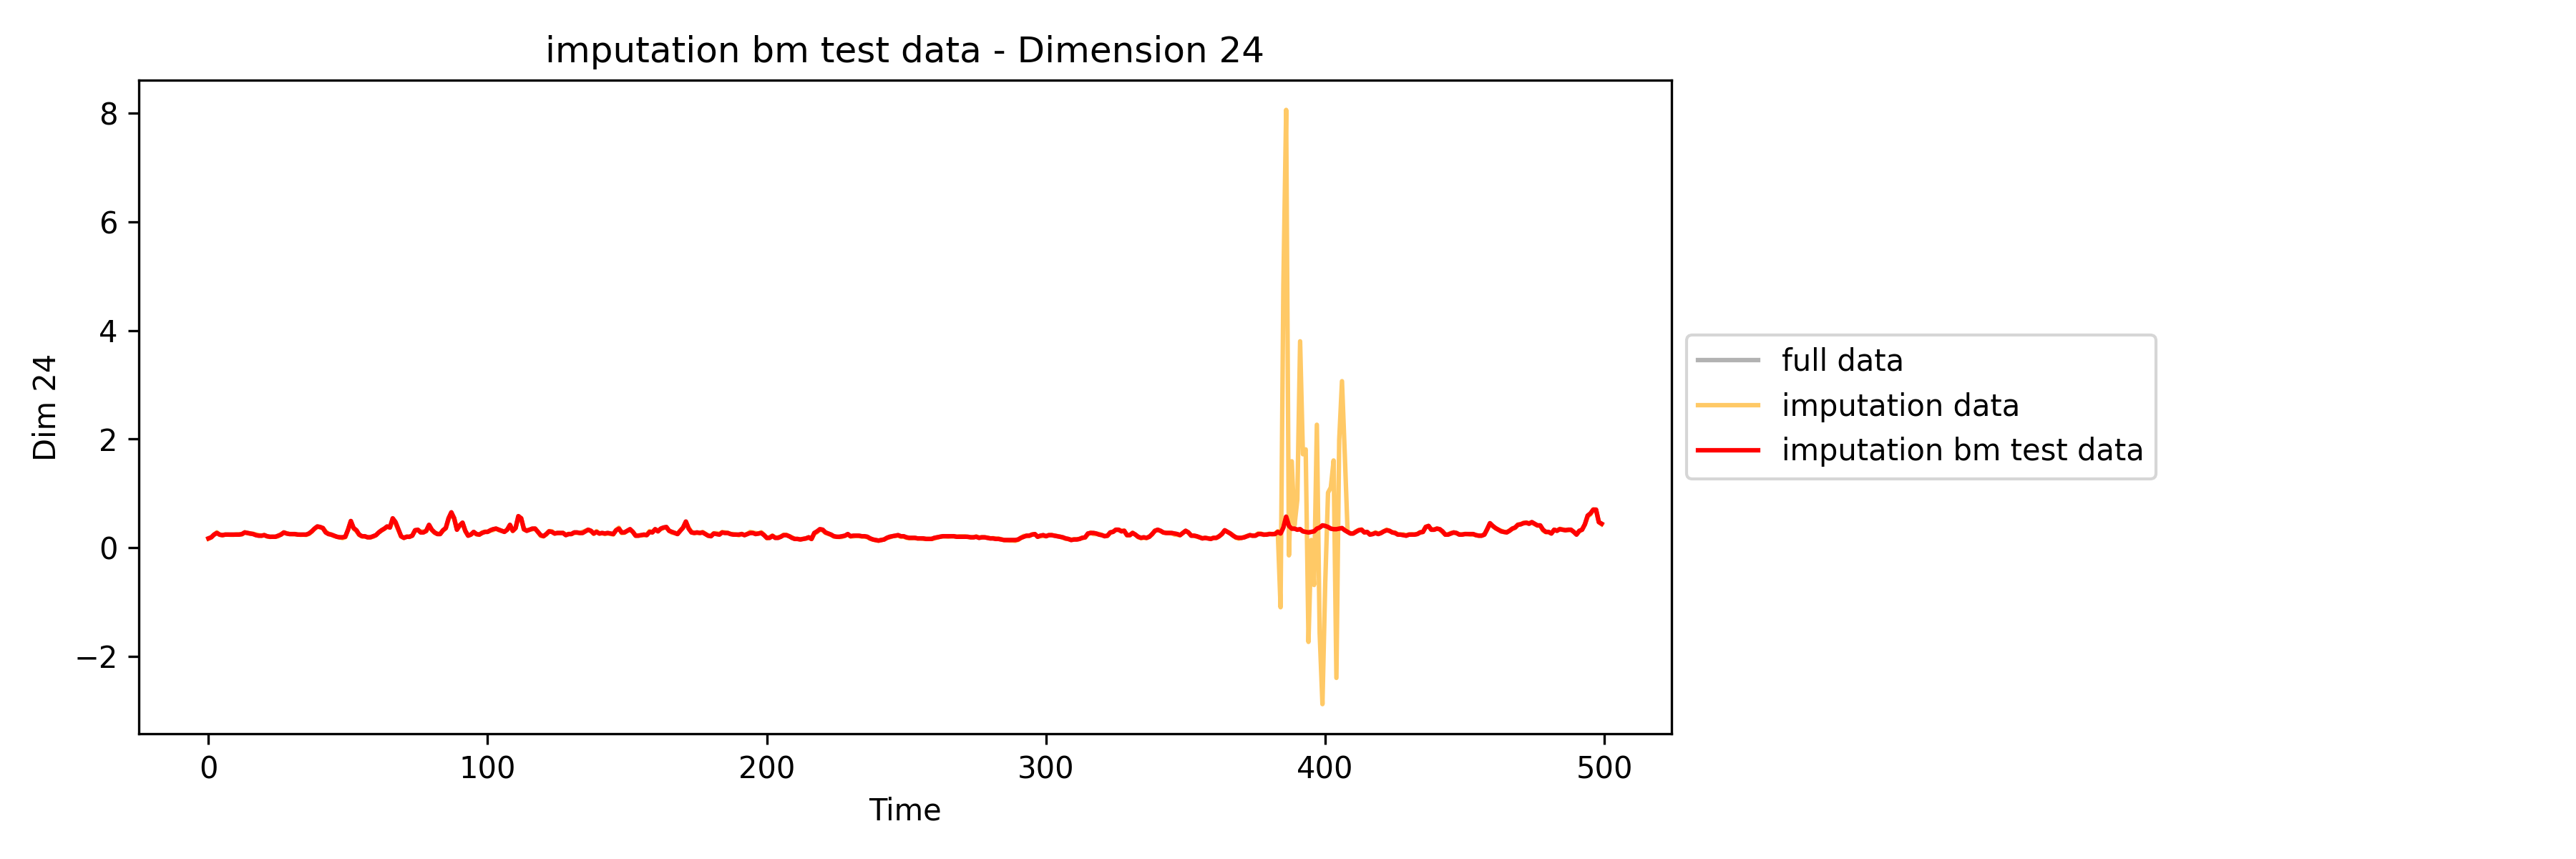 imputation bm test data - Dimension 24
8
6
4
2
0
−2
Dim 24
0 100 200 300 400 500
Time
full data
imputation data
imputation bm test data